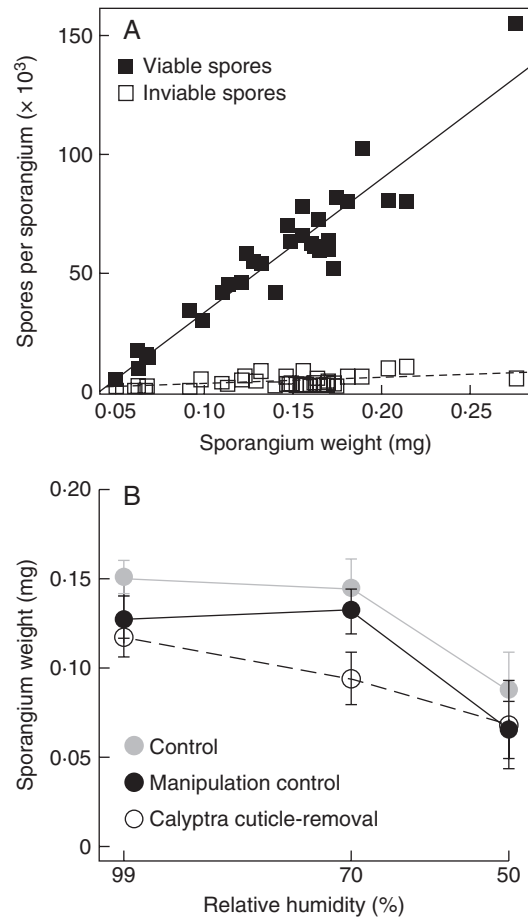 A
Viable spores
Inviable spores
Spores per sporangium (× 10³)
150
100
50
0
0·05 0·10 0·15 0·20 0·25
Sporangium weight (mg)
B
Sporangium weight (mg)
0·20
0·15
0·10
0·05
0
Control
Manipulation control
Calyptra cuticle-removal
99 70 50
Relative humidity (%)